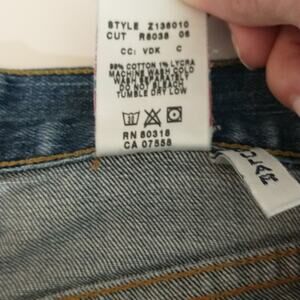 STYLE Z136010
CUT R8038 06
CC: VDK C
99% COTTON 1% LYCRA
MACHINE WASH COLD
WASH SEPARATELY
DO NOT BLEACH
TUMBLE DRY LOW
RN 80318
CA 07558